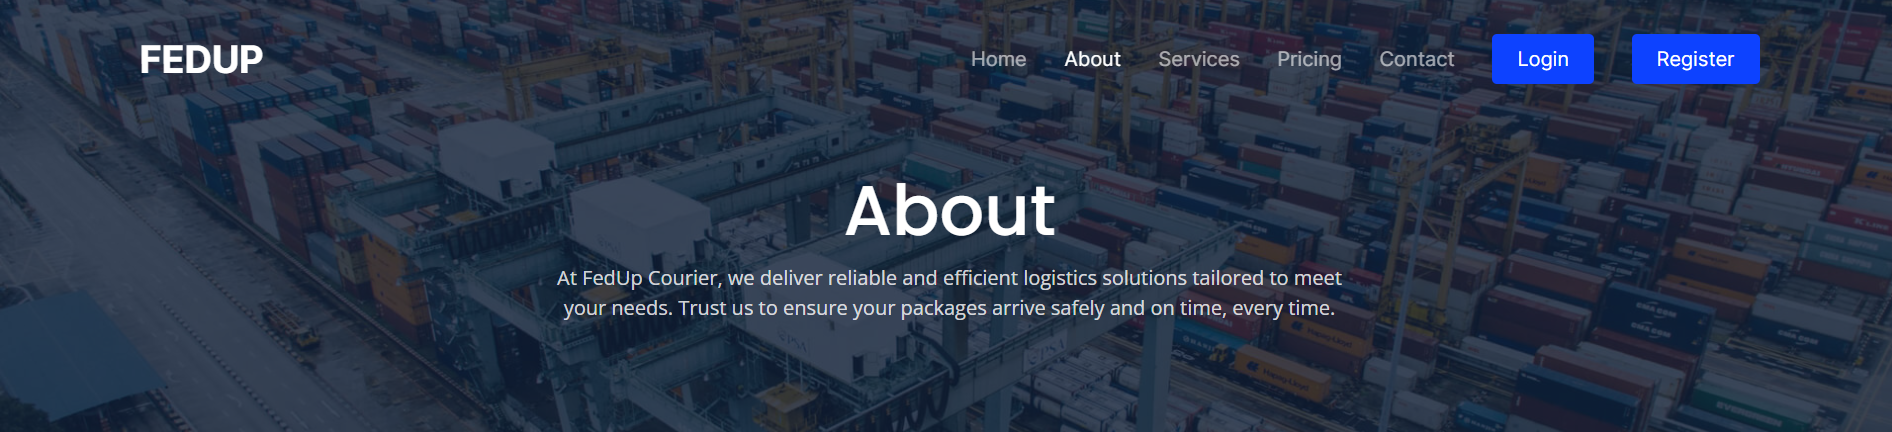 FEDUP
Home About Services Pricing Contact Login Register
About
At FedUp Courier, we deliver reliable and efficient logistics solutions tailored to meet
your needs. Trust us to ensure your packages arrive safely and on time, every time.